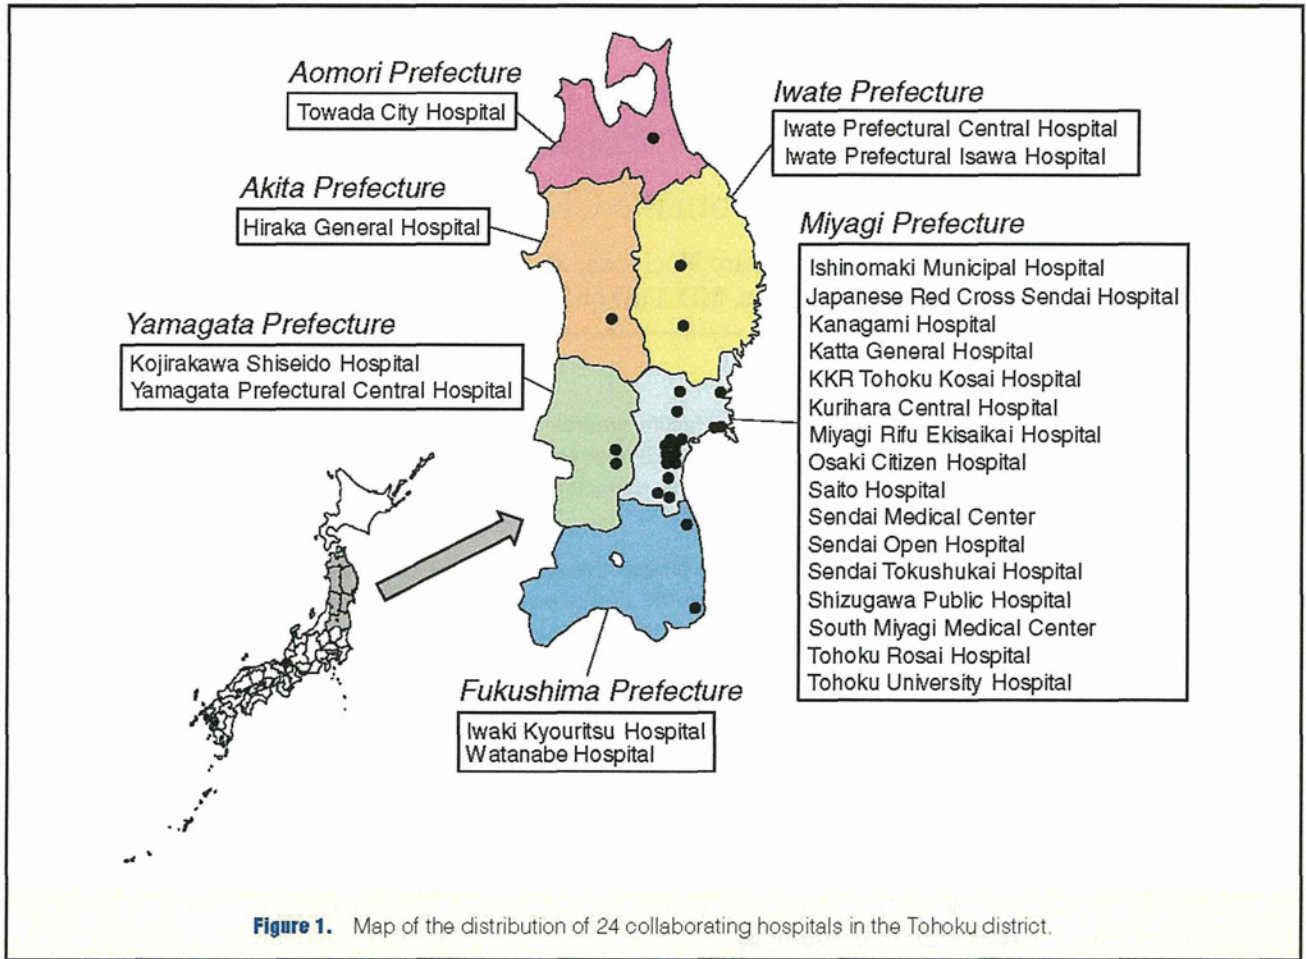 Aomori Prefecture
Towada City Hospital
Iwate Prefecture
Iwate Prefectural Central Hospital
Iwate Prefectural Isawa Hospital
Akita Prefecture
Hiraka General Hospital
Miyagi Prefecture
Ishinomaki Municipal Hospital
Japanese Red Cross Sendai Hospital
Kanagami Hospital
Katta General Hospital
KKR Tohoku Kosai Hospital
Kurihara Central Hospital
Miyagi Rifu Ekisaikai Hospital
Osaki Citizen Hospital
Saito Hospital
Sendai Medical Center
Sendai Open Hospital
Sendai Tokushukai Hospital
Shizugawa Public Hospital
South Miyagi Medical Center
Tohoku Rosai Hospital
Tohoku University Hospital
Yamagata Prefecture
Kojirakawa Shiseido Hospital
Yamagata Prefectural Central Hospital
Fukushima Prefecture
Iwaki Kyouritsu Hospital
Watanabe Hospital
Figure 1. Map of the distribution of 24 collaborating hospitals in the Tohoku district.